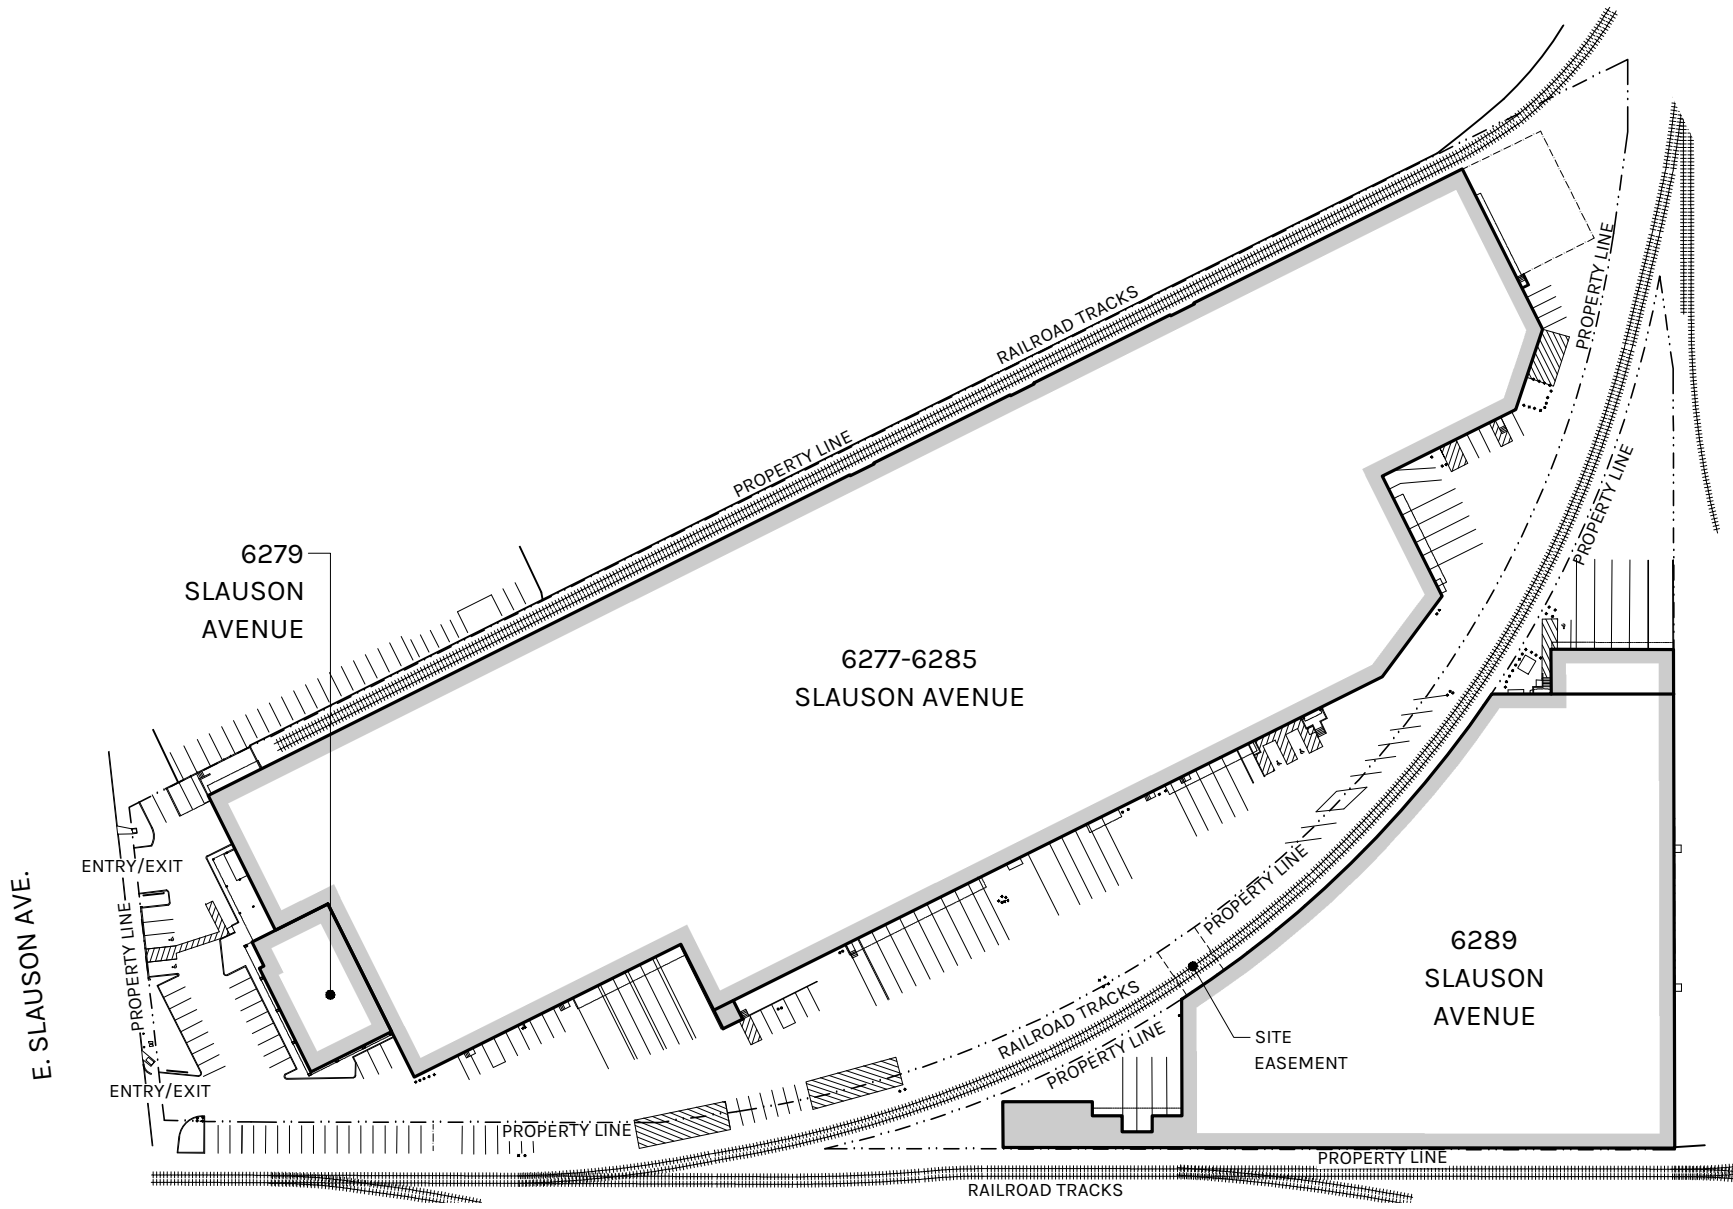 RAILROAD TRACKS
PROPERTY LINE
PROPERTY LINE
PROPERTY LINE
6279
SLAUSON
AVENUE
6277-6285
SLAUSON AVENUE
ENTRY/EXIT
E. SLAUSON AVE.
PROPERTY LINE
ENTRY/EXIT
PROPERTY LINE
PROPERTY LINE
RAILROAD TRACKS
PROPERTY LINE
SITE
EASEMENT
6289
SLAUSON
AVENUE
PROPERTY LINE
RAILROAD TRACKS